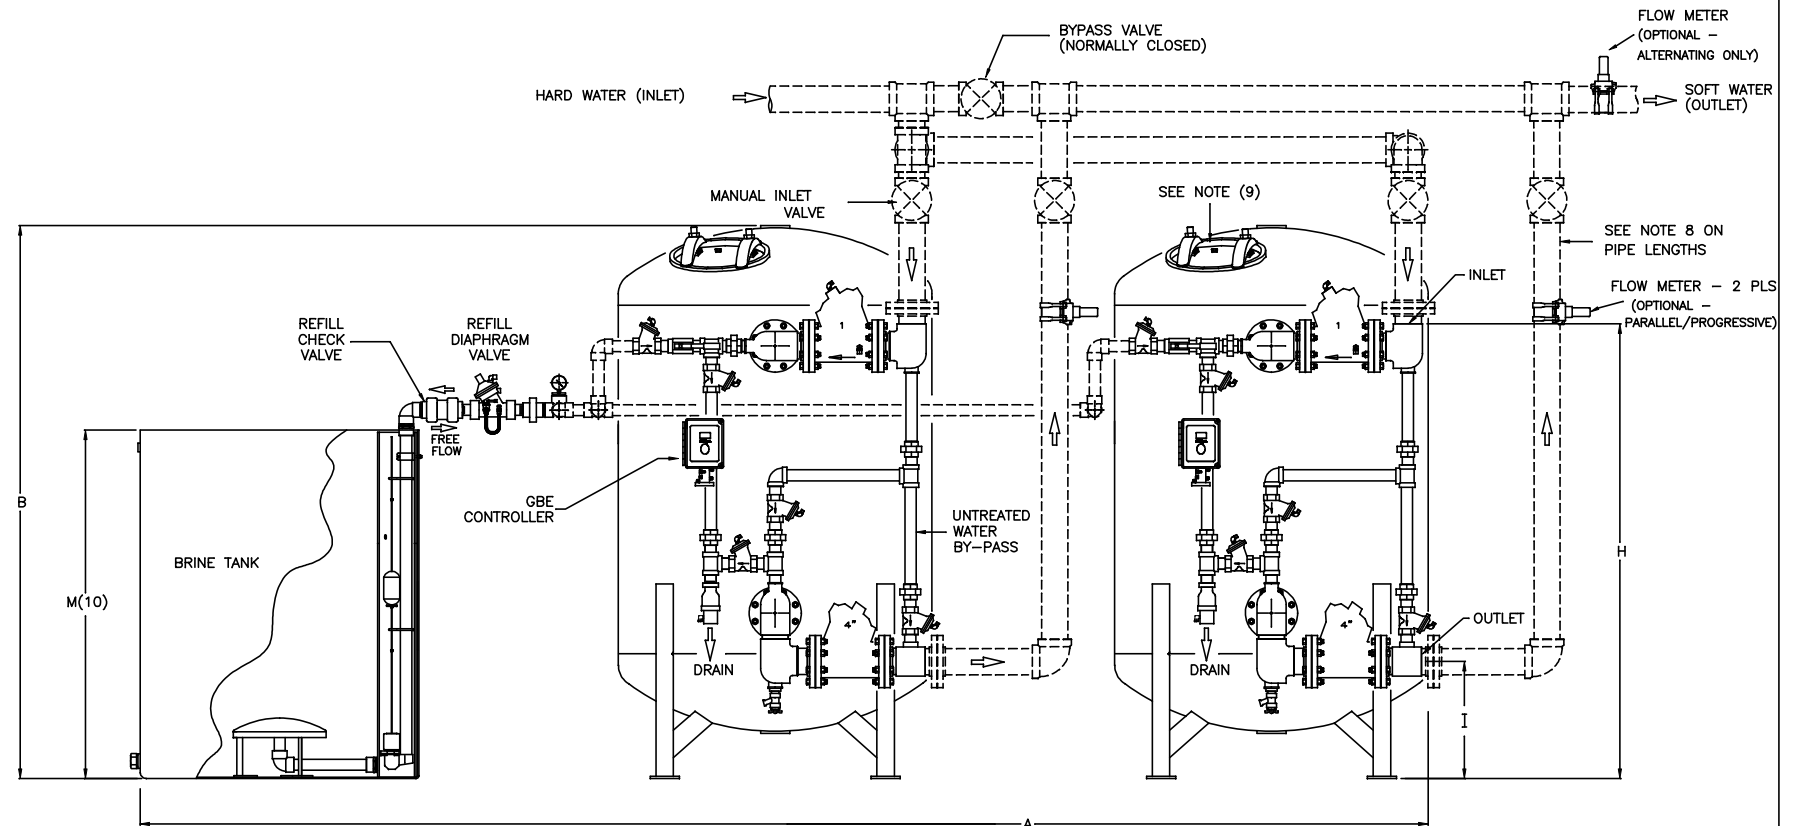 FLOW METER
(OPTIONAL –
ALTERNATING ONLY)
BYPASS VALVE
(NORMALLY CLOSED)
HARD WATER (INLET)
SOFT WATER
(OUTLET)
MANUAL INLET
VALVE
SEE NOTE (9)
SEE NOTE 8 ON
PIPE LENGTHS
INLET
FLOW METER – 2 PLS
(OPTIONAL –
PARALLEL/PROGRESSIVE)
REFILL
CHECK
VALVE
REFILL
DIAPHRAGM
VALVE
1
1
FREE
FLOW
B
GBE
CONTROLLER
UNTREATED
WATER
BY–PASS
H
BRINE TANK
M(10)
4"
4"
OUTLET
DRAIN
DRAIN
I
A